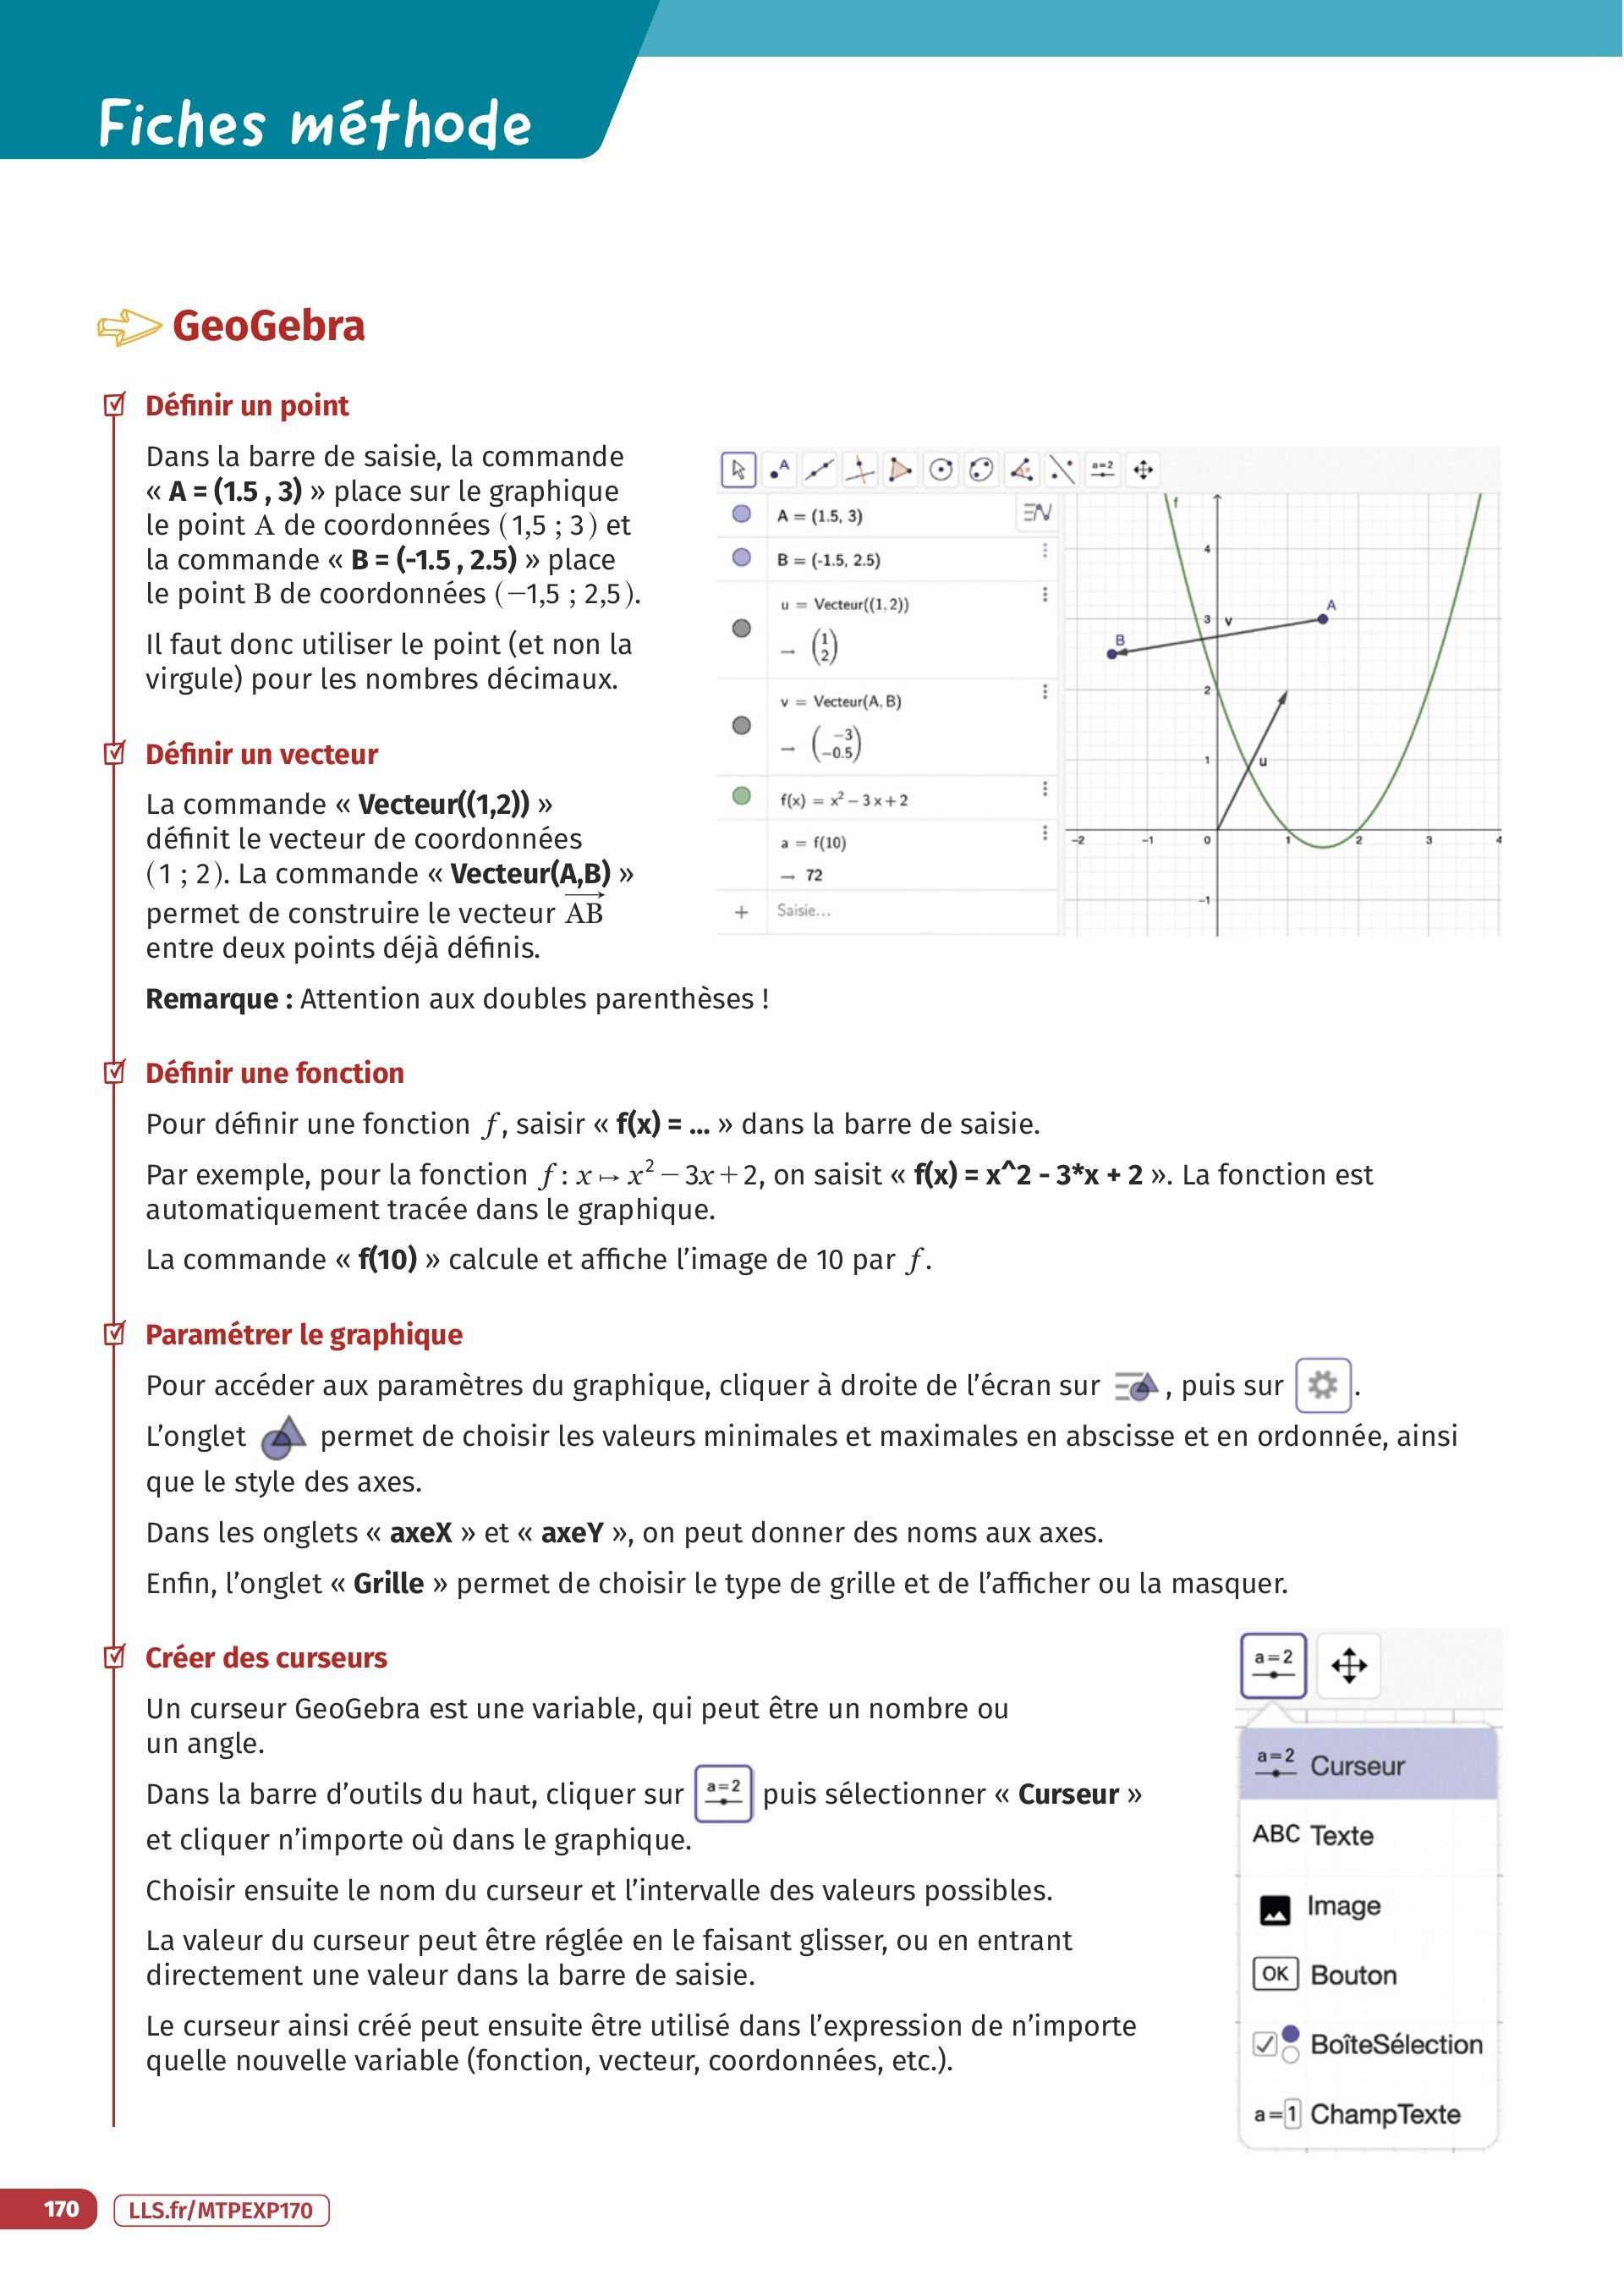 Fiches méthode
GeoGebra
Définir un point
Dans la barre de saisie, la commande
« A = (1.5 , 3) » place sur le graphique
le point A de coordonnées (1,5 ; 3) et
la commande « B = (-1.5 , 2.5) » place
le point B de coordonnées (−1,5 ; 2,5).
Il faut donc utiliser le point (et non la
virgule) pour les nombres décimaux.
Définir un vecteur
La commande « Vecteur((1,2)) »
définit le vecteur de coordonnées
(1 ; 2). La commande « Vecteur(A,B) »
permet de construire le vecteur AB
entre deux points déjà définis.
Remarque : Attention aux doubles parenthèses !
A
a=2
A = (1.5, 3)
B = (-1.5, 2.5)
u = Vecteur((1, 2))
→ (1
2)
v = Vecteur(A, B)
→ (−3
−0.5)
f(x) = x² − 3 x + 2
a = f(10)
→ 72
+ Saisie...
f
4
A
3 v
B
2
1 u
−2 −1 0 1 2 3 4
−1
Définir une fonction
Pour définir une fonction f, saisir « f(x) = ... » dans la barre de saisie.
Par exemple, pour la fonction f : x ↦ x² − 3x + 2, on saisit « f(x) = x^2 - 3*x + 2 ». La fonction est
automatiquement tracée dans le graphique.
La commande « f(10) » calcule et affiche l’image de 10 par f.
Paramétrer le graphique
Pour accéder aux paramètres du graphique, cliquer à droite de l’écran sur , puis sur .
L’onglet permet de choisir les valeurs minimales et maximales en abscisse et en ordonnée, ainsi
que le style des axes.
Dans les onglets « axeX » et « axeY », on peut donner des noms aux axes.
Enfin, l’onglet « Grille » permet de choisir le type de grille et de l’afficher ou la masquer.
Créer des curseurs
Un curseur GeoGebra est une variable, qui peut être un nombre ou
un angle.
Dans la barre d’outils du haut, cliquer sur a=2 puis sélectionner « Curseur »
et cliquer n’importe où dans le graphique.
Choisir ensuite le nom du curseur et l’intervalle des valeurs possibles.
La valeur du curseur peut être réglée en le faisant glisser, ou en entrant
directement une valeur dans la barre de saisie.
Le curseur ainsi créé peut ensuite être utilisé dans l’expression de n’importe
quelle nouvelle variable (fonction, vecteur, coordonnées, etc.).
a=2
a=2 Curseur
ABC Texte
Image
OK Bouton
BoîteSélection
a=1 ChampTexte
170
LLS.fr/MTPEXP170